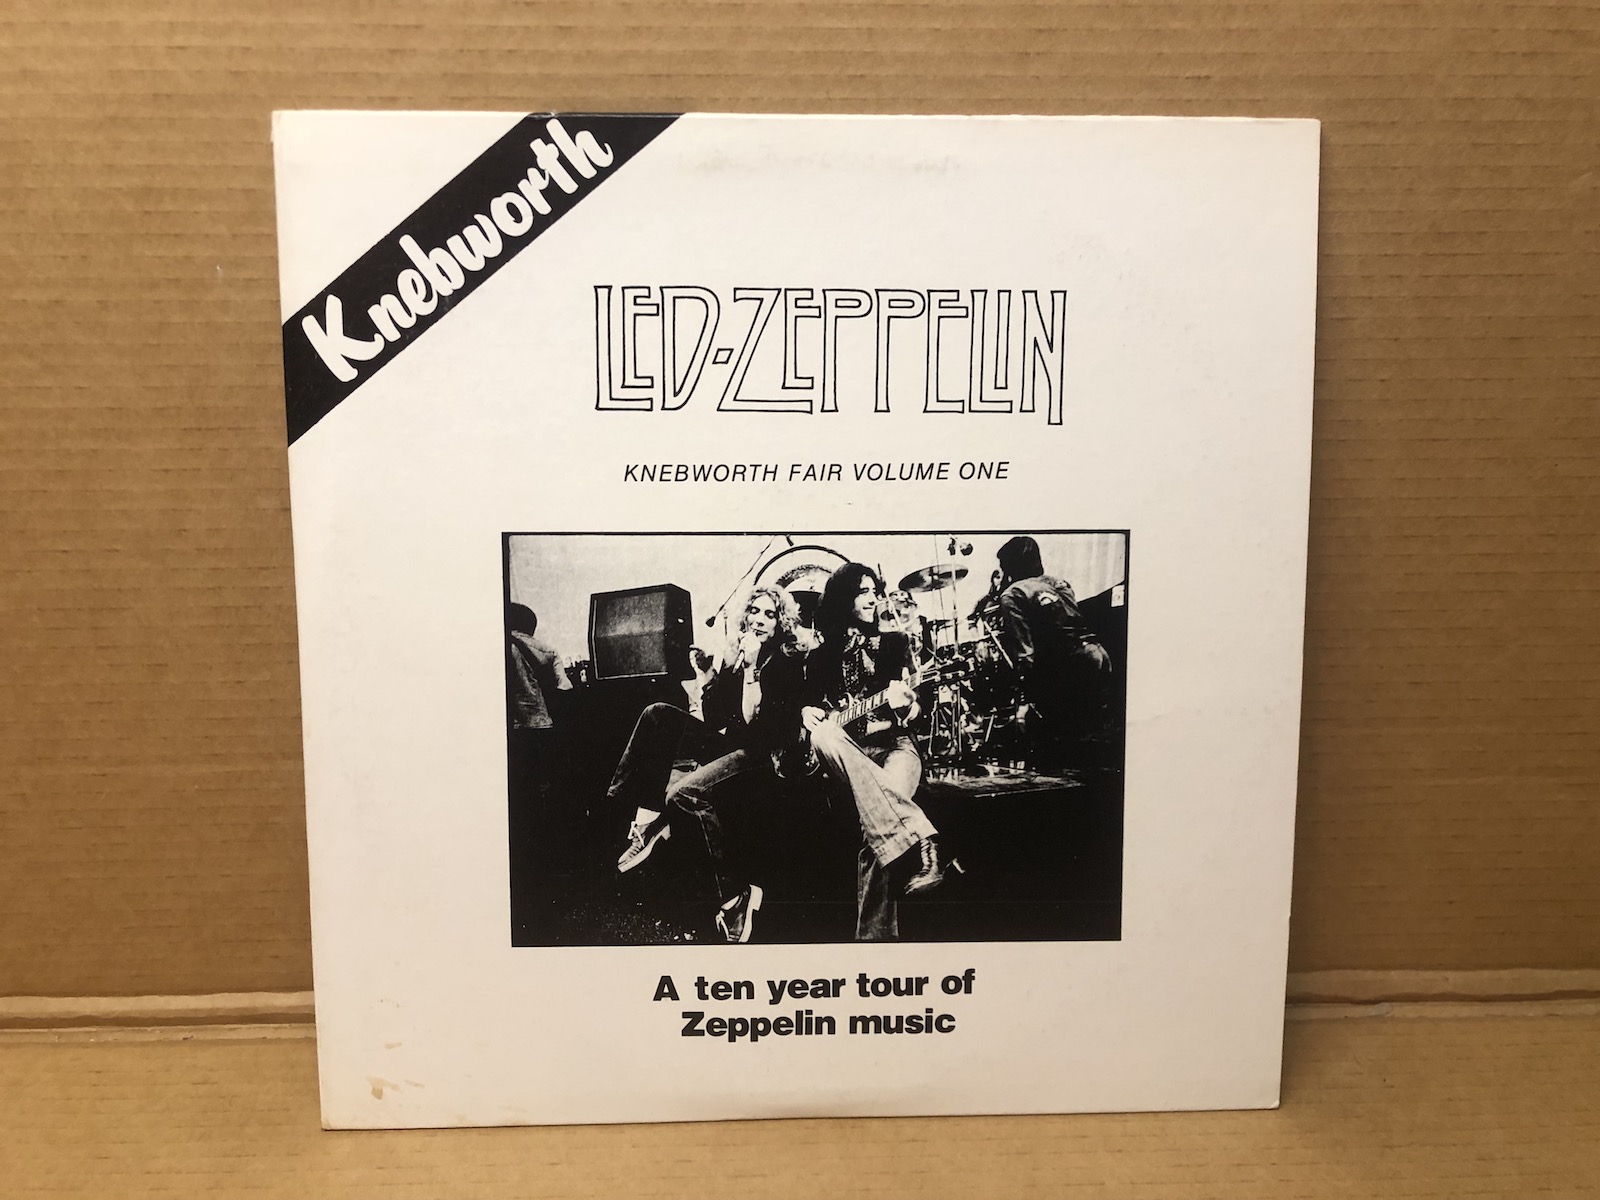 Knebworth
LED-ZEPPELIN
KNEBWORTH FAIR VOLUME ONE
A ten year tour of
Zeppelin music